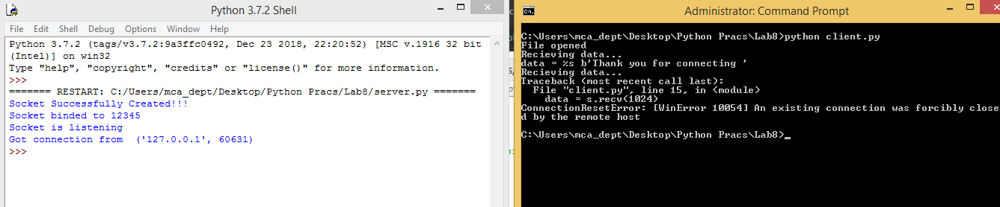 Python 3.7.2 Shell
File Edit Shell Debug Options Window Help
Python 3.7.2 (tags/v3.7.2:9a3ffc0492, Dec 23 2018, 22:20:52) [MSC v.1916 32 bit
(Intel)] on win32
Type "help", "copyright", "credits" or "license()" for more information.
>>>
======= RESTART: C:/Users/mca_dept/Desktop/Python Pracs/Lab8/server.py =======
Socket Successfully Created!!!
Socket binded to 12345
Socket is listening
Got connection from  ('127.0.0.1', 60631)
>>>
Administrator: Command Prompt
C:\Users\mca_dept\Desktop\Python Pracs\Lab8>python client.py
File opened
Recieving data...
data = %s b'Thank you for connecting '
Recieving data...
Traceback (most recent call last):
  File "client.py", line 15, in <module>
    data = s.recv(1024)
ConnectionResetError: [WinError 10054] An existing connection was forcibly close
d by the remote host
C:\Users\mca_dept\Desktop\Python Pracs\Lab8>_